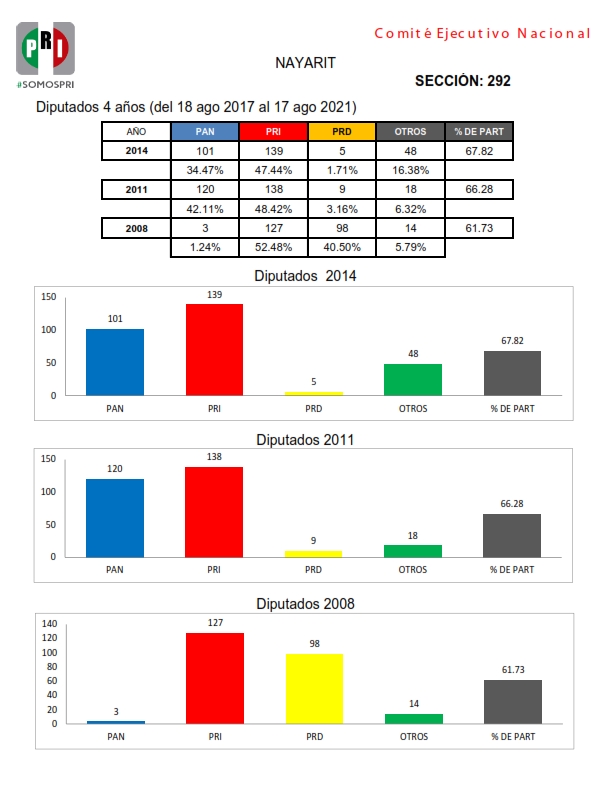 Comité Ejecutivo Nacional
PRI
#SOMOSPRI
NAYARIT
SECCIÓN: 292
Diputados 4 años (del 18 ago 2017 al 17 ago 2021)
AÑO PAN PRI PRD OTROS % DE PART
2014 101 139 5 48 67.82
34.47% 47.44% 1.71% 16.38%
2011 120 138 9 18 66.28
42.11% 48.42% 3.16% 6.32%
2008 3 127 98 14 61.73
1.24% 52.48% 40.50% 5.79%
Diputados 2014
150
100
50
0
101
139
5
48
67.82
PAN PRI PRD OTROS % DE PART
Diputados 2011
150
100
50
0
120
138
9
18
66.28
PAN PRI PRD OTROS % DE PART
Diputados 2008
140
120
100
80
60
40
20
0
3
127
98
14
61.73
PAN PRI PRD OTROS % DE PART